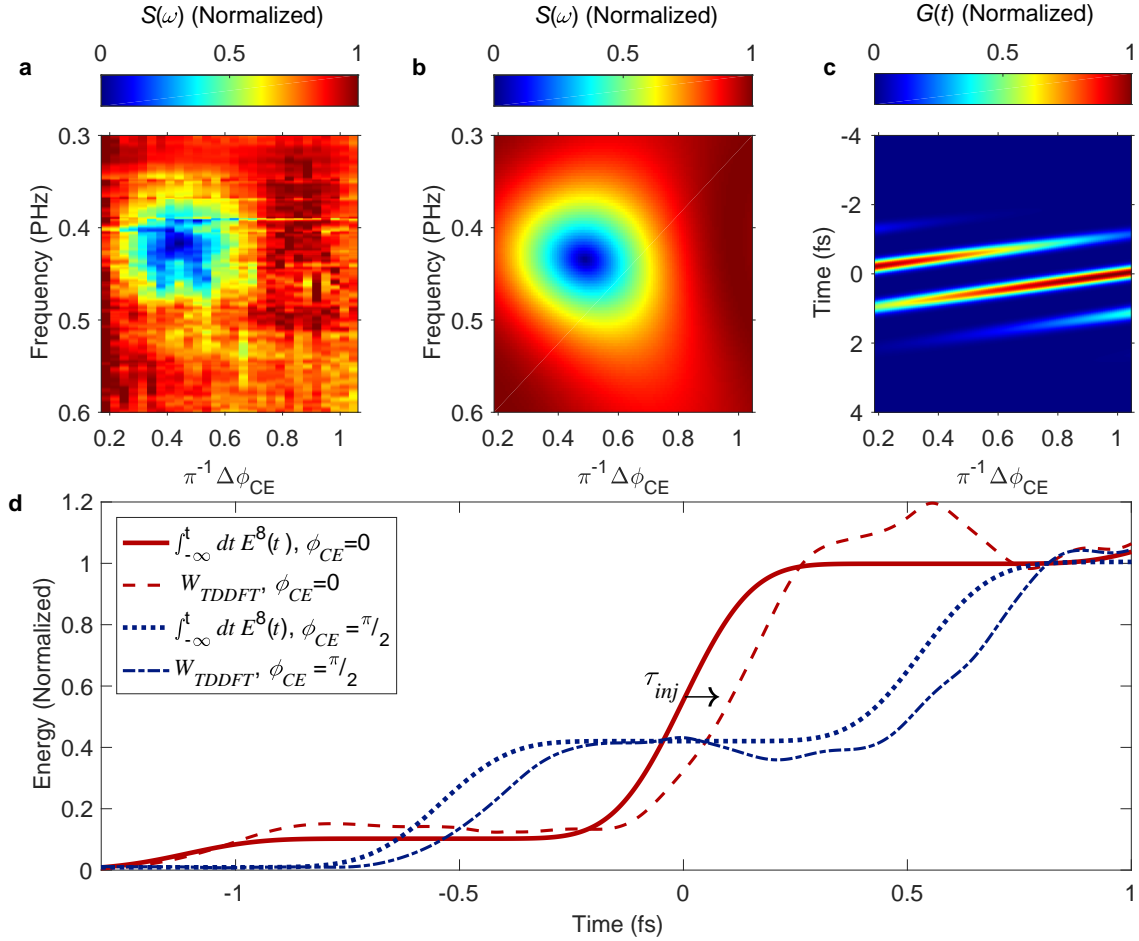 S(ω) (Normalized)
S(ω) (Normalized)
G(t) (Normalized)
a
0 0.5 1
b
0 0.5 1
c
0 0.5 1
Frequency (PHz)
0.3
0.4
0.5
0.6
0.2 0.4 0.6 0.8 1
π⁻¹ Δϕ_CE
Frequency (PHz)
0.3
0.4
0.5
0.6
0.2 0.4 0.6 0.8 1
π⁻¹ Δϕ_CE
Time (fs)
-4
-2
0
2
4
0.2 0.4 0.6 0.8 1
π⁻¹ Δϕ_CE
d
Energy (Normalized)
1.2
1
0.8
0.6
0.4
0.2
0
∫_-∞^t dt E⁸(t), ϕ_CE=0
W_TDDFT, ϕ_CE=0
∫_-∞^t dt E⁸(t), ϕ_CE=π/2
W_TDDFT, ϕ_CE=π/2
τ_inj
-1 -0.5 0 0.5 1
Time (fs)